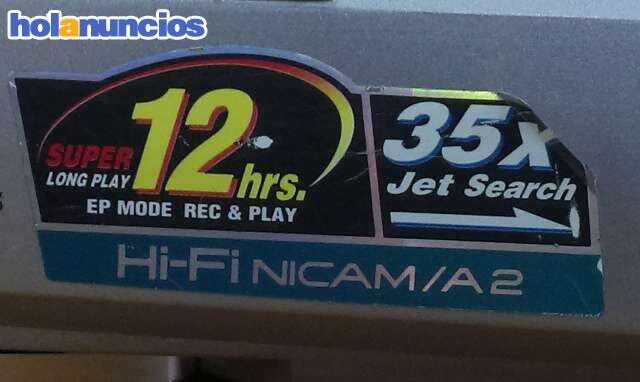 holanuncios
SUPER
LONG PLAY
12 hrs.
EP MODE REC & PLAY
35x
Jet Search
Hi-Fi NICAM/A2